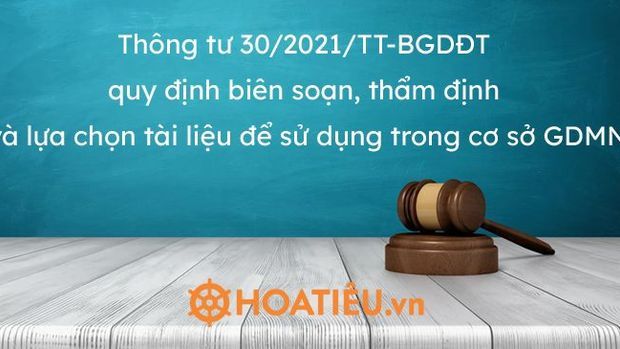 Thông tư 30/2021/TT-BGDĐT
quy định biên soạn, thẩm định
và lựa chọn tài liệu để sử dụng trong cơ sở GDMN
HOATIÊU.vn